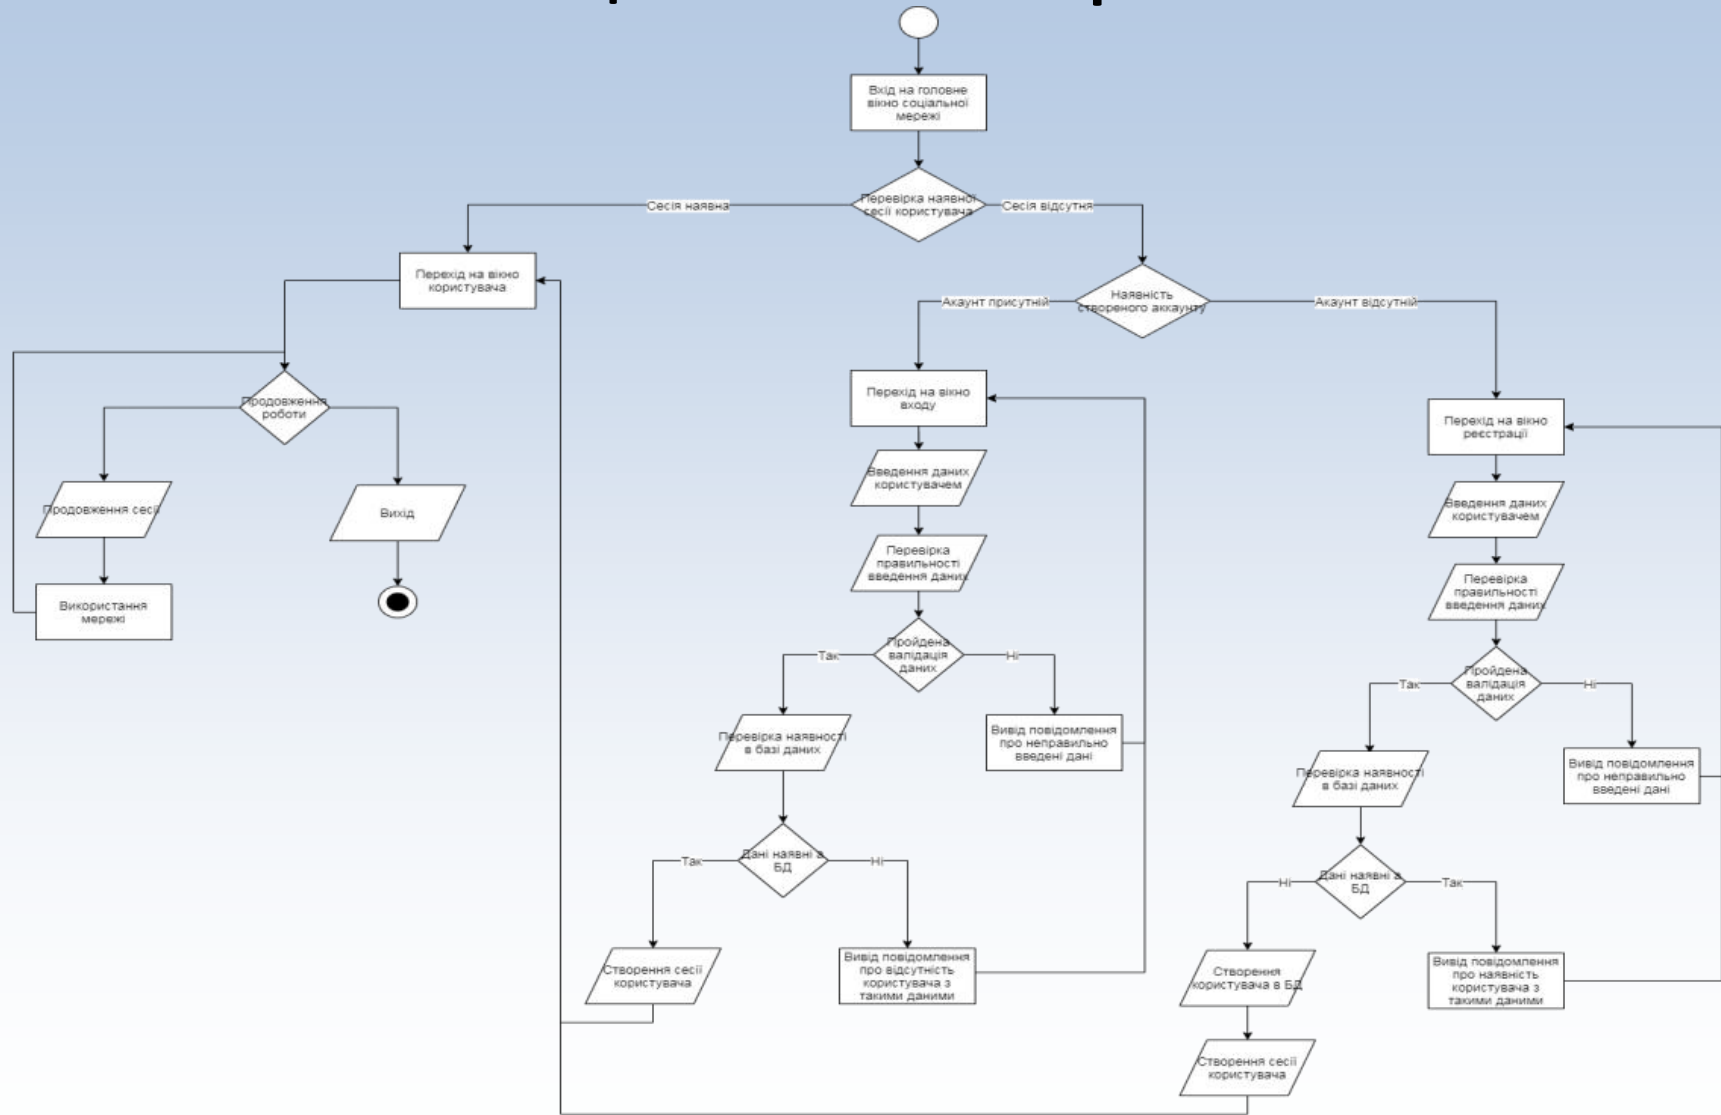 Вхід на головне
вікно соціальної
мережі
Перевірка наявної
сесії користувача
Сесія наявна
Сесія відсутня
Перехід на вікно
користувача
Наявність
створеного аккаунту
Акаунт присутній
Акаунт відсутній
Продовження
роботи
Продовження сесії
Вихід
Використання
мережі
Перехід на вікно
входу
Введення даних
користувачем
Перевірка
правильності
введення даних
Пройдена
валідація
даних
Так
Ні
Перевірка наявності
в базі даних
Вивід повідомлення
про неправильно
введені дані
Дані наявні а
БД
Так
Ні
Створення сесії
користувача
Вивід повідомлення
про відсутність
користувача з
такими даними
Перехід на вікно
реєстрації
Введення даних
користувачем
Перевірка
правильності
введення даних
Пройдена
валідація
даних
Так
Ні
Перевірка наявності
в базі даних
Вивід повідомлення
про неправильно
введені дані
Дані наявні а
БД
Ні
Так
Створення
користувача в БД
Вивід повідомлення
про наявність
користувача з
такими даними
Створення сесії
користувача